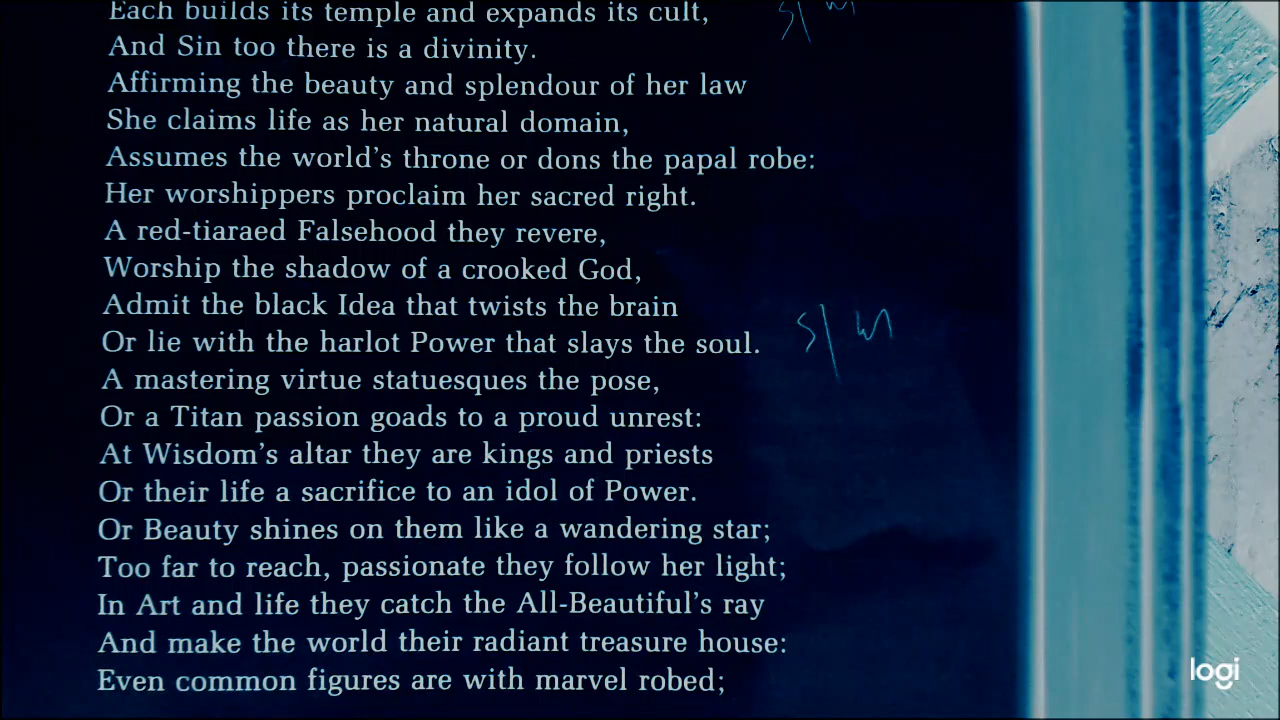 Each builds its temple and expands its cult,
And Sin too there is a divinity.
Affirming the beauty and splendour of her law
She claims life as her natural domain,
Assumes the world's throne or dons the papal robe:
Her worshippers proclaim her sacred right.
A red-tiaraed Falsehood they revere,
Worship the shadow of a crooked God,
Admit the black Idea that twists the brain
Or lie with the harlot Power that slays the soul.
A mastering virtue statuesques the pose,
Or a Titan passion goads to a proud unrest:
At Wisdom's altar they are kings and priests
Or their life a sacrifice to an idol of Power.
Or Beauty shines on them like a wandering star;
Too far to reach, passionate they follow her light;
In Art and life they catch the All-Beautiful's ray
And make the world their radiant treasure house:
Even common figures are with marvel robed;
logi